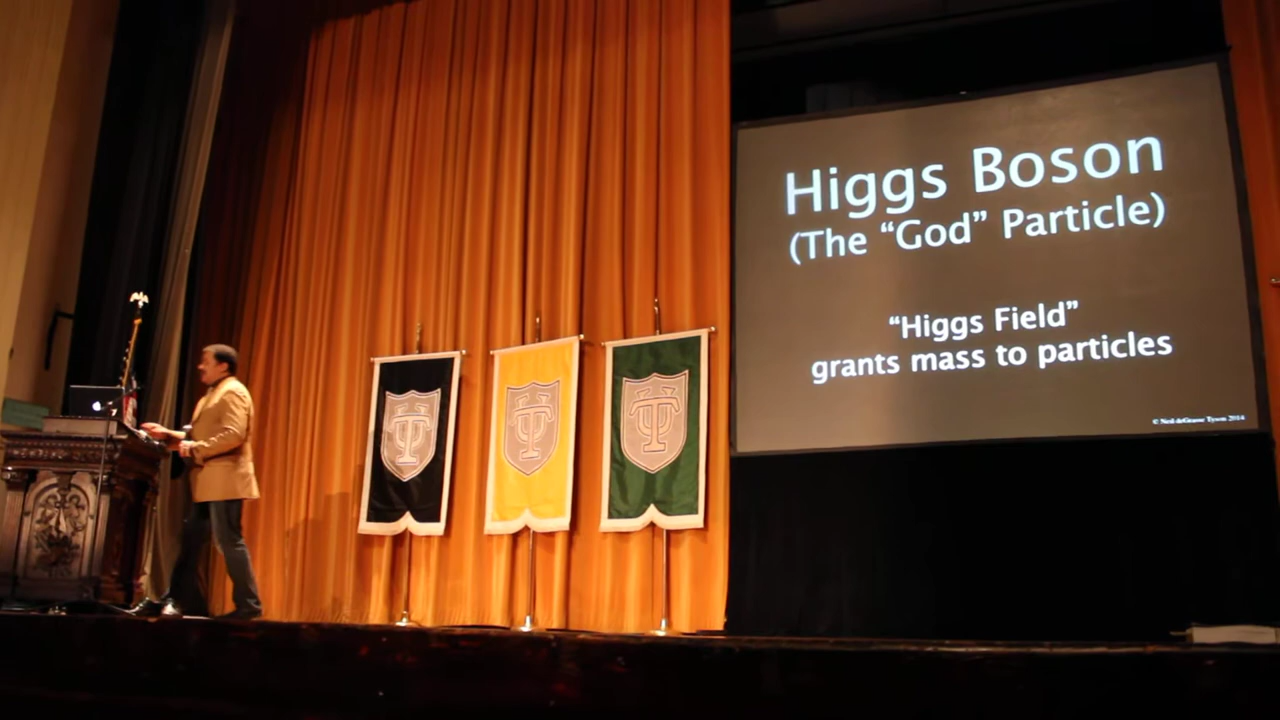 Higgs Boson
(The “God” Particle)
“Higgs Field”
grants mass to particles
© Neil deGrasse Tyson 2014